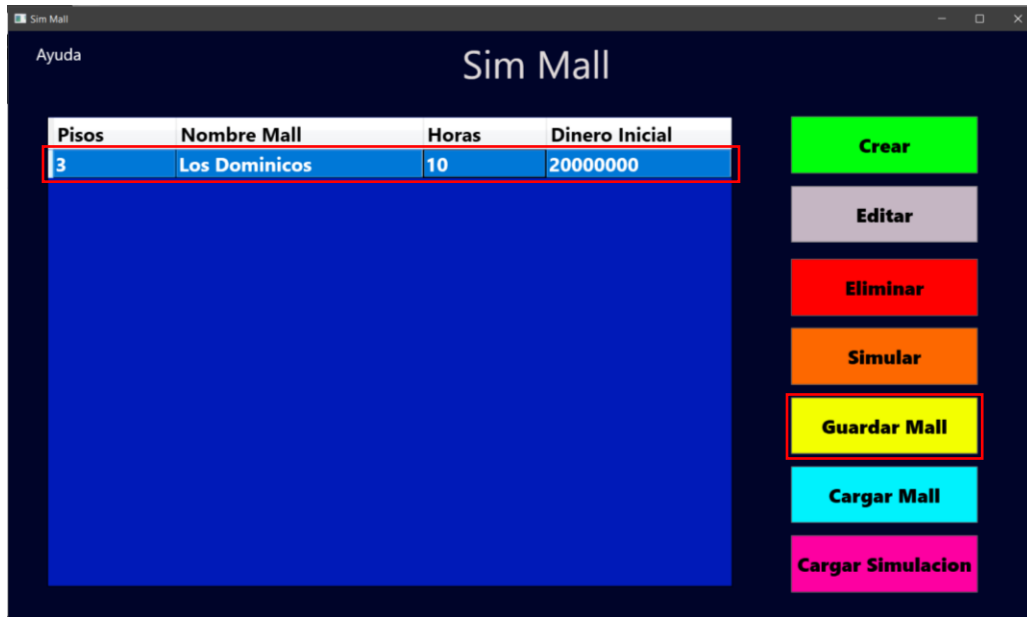 Sim Mall
Ayuda
Sim Mall
Pisos Nombre Mall Horas Dinero Inicial
3 Los Dominicos 10 20000000
Crear
Editar
Eliminar
Simular
Guardar Mall
Cargar Mall
Cargar Simulacion